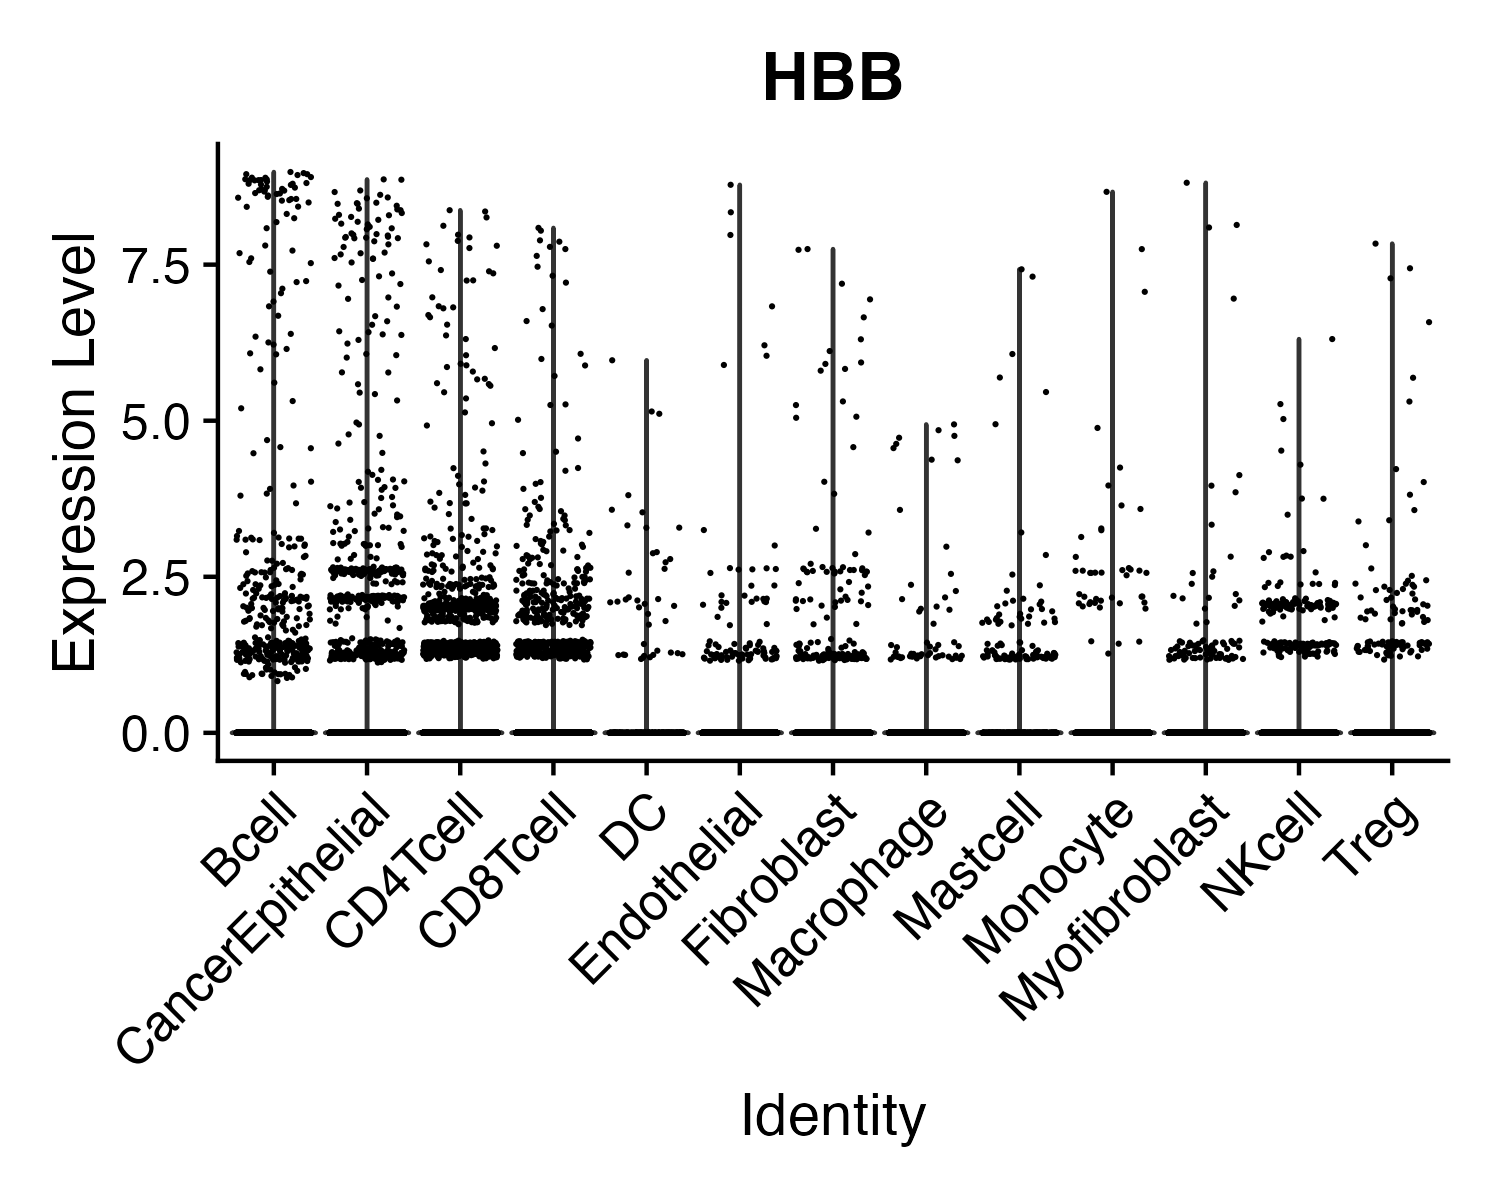 HBB
Expression Level
7.5
5.0
2.5
0.0
Bcell
CancerEpithelial
CD4Tcell
CD8Tcell
DC
Endothelial
Fibroblast
Macrophage
Mastcell
Monocyte
Myofibroblast
NKcell
Treg
Identity